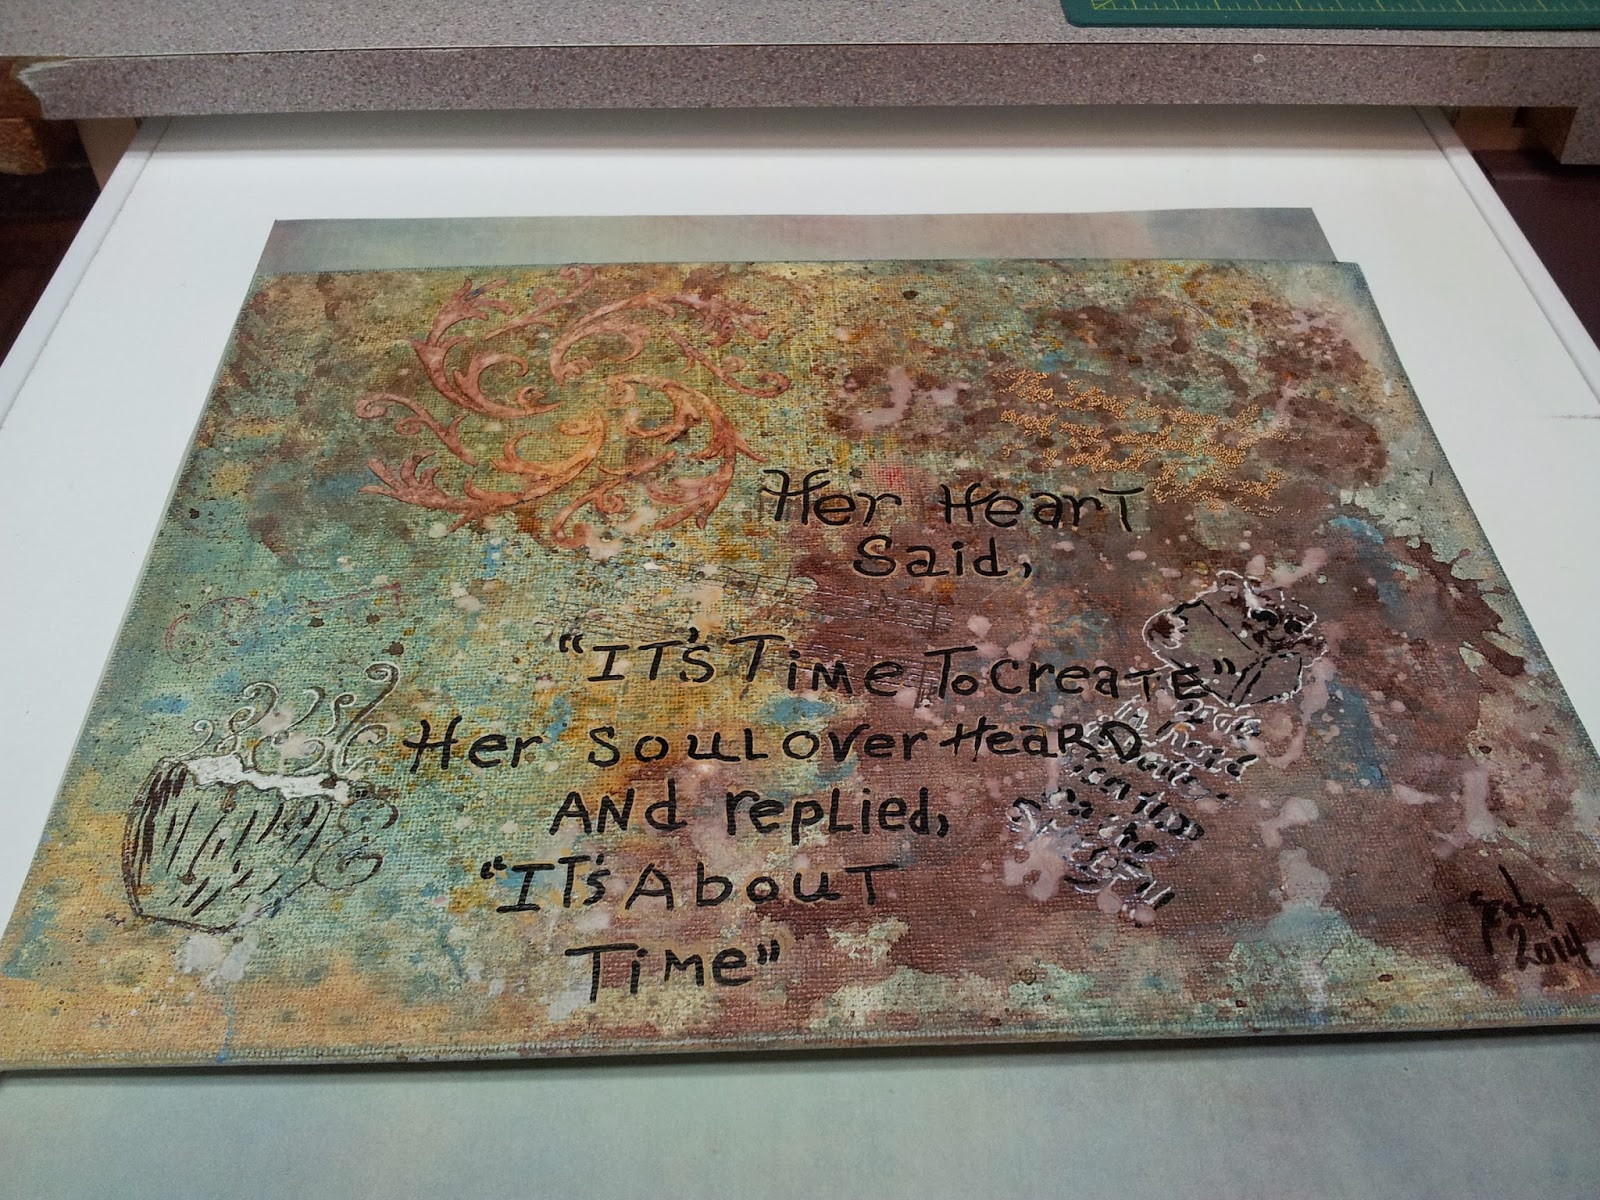 Her Heart
Said,
"IT's Time To Create"
Her soul over Heard
And replied,
"IT's About
Time"
2014